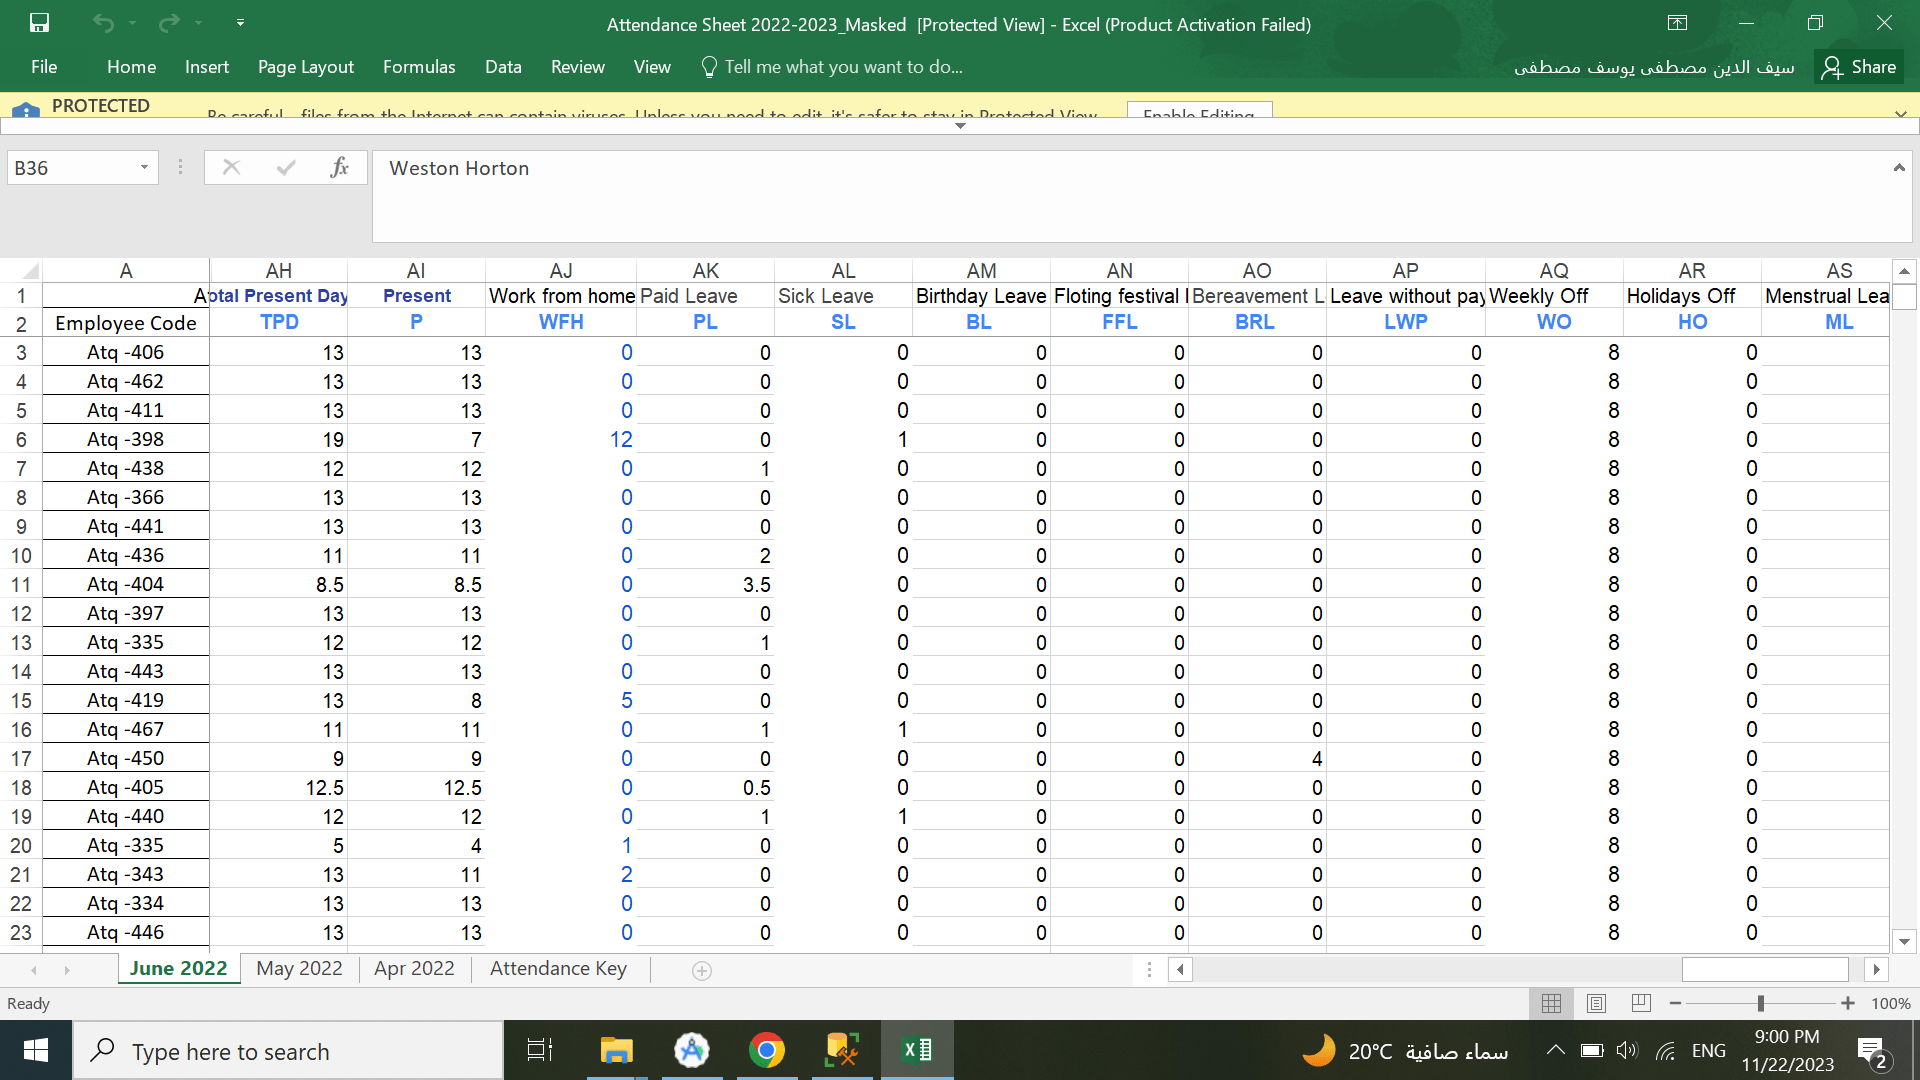 Attendance Sheet 2022-2023_Masked [Protected View] - Excel (Product Activation Failed)
File Home Insert Page Layout Formulas Data Review View Tell me what you want to do... سيف الدين مصطفى يوسف مصطفى Share
PROTECTED Be careful—files from the Internet can contain viruses. Unless you need to edit, it's safer to stay in Protected View. Enable Editing
B36 fx Weston Horton
A AH AI AJ AK AL AM AN AO AP AQ AR AS
1 A otal Present Day Present Work from home Paid Leave Sick Leave Birthday Leave Floting festival Bereavement L Leave without pay Weekly Off Holidays Off Menstrual Lea
2 Employee Code TPD P WFH PL SL BL FFL BRL LWP WO HO ML
3 Atq -406 13 13 0 0 0 0 0 0 0 8 0
4 Atq -462 13 13 0 0 0 0 0 0 0 8 0
5 Atq -411 13 13 0 0 0 0 0 0 0 8 0
6 Atq -398 19 7 12 0 1 0 0 0 0 8 0
7 Atq -438 12 12 0 1 0 0 0 0 0 8 0
8 Atq -366 13 13 0 0 0 0 0 0 0 8 0
9 Atq -441 13 13 0 0 0 0 0 0 0 8 0
10 Atq -436 11 11 0 2 0 0 0 0 0 8 0
11 Atq -404 8.5 8.5 0 3.5 0 0 0 0 0 8 0
12 Atq -397 13 13 0 0 0 0 0 0 0 8 0
13 Atq -335 12 12 0 1 0 0 0 0 0 8 0
14 Atq -443 13 13 0 0 0 0 0 0 0 8 0
15 Atq -419 13 8 5 0 0 0 0 0 0 8 0
16 Atq -467 11 11 0 1 1 0 0 0 0 8 0
17 Atq -450 9 9 0 0 0 0 0 4 0 8 0
18 Atq -405 12.5 12.5 0 0.5 0 0 0 0 0 8 0
19 Atq -440 12 12 0 1 1 0 0 0 0 8 0
20 Atq -335 5 4 1 0 0 0 0 0 0 8 0
21 Atq -343 13 11 2 0 0 0 0 0 0 8 0
22 Atq -334 13 13 0 0 0 0 0 0 0 8 0
23 Atq -446 13 13 0 0 0 0 0 0 0 8 0
June 2022 May 2022 Apr 2022 Attendance Key
Ready 100%
Type here to search 20°C سماء صافية ENG 9:00 PM
11/22/2023 2